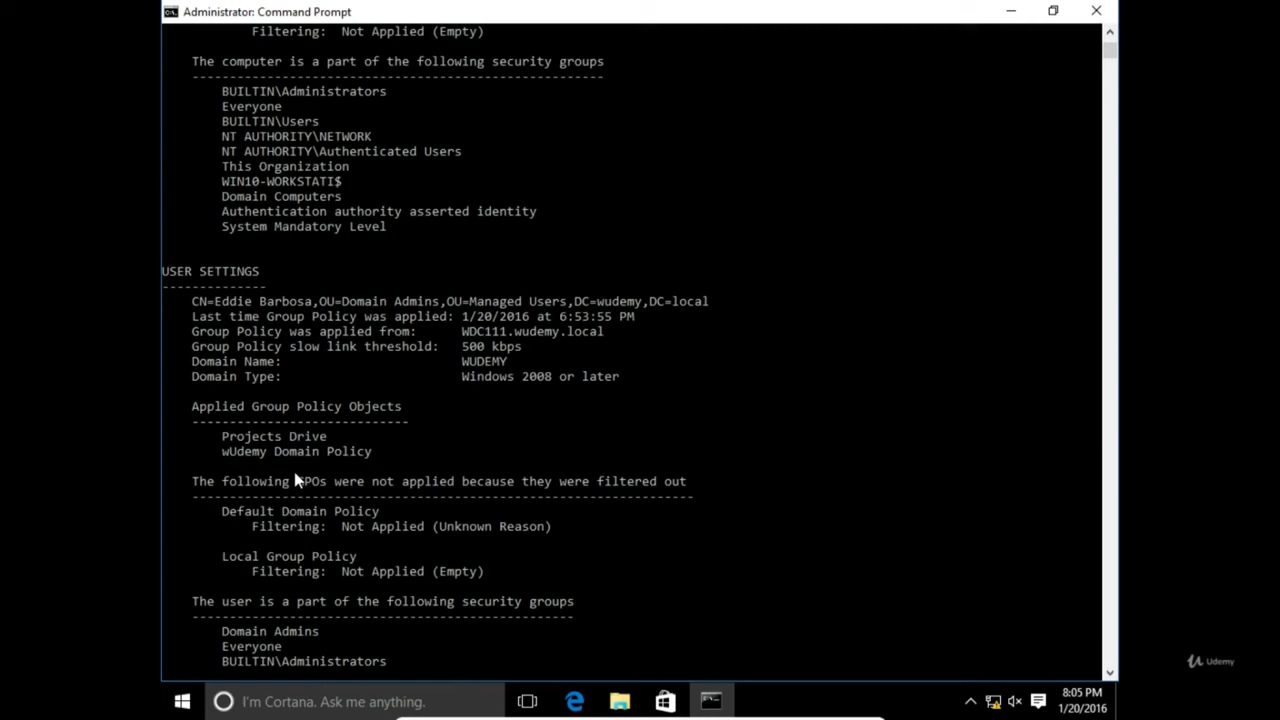 Administrator: Command Prompt
Filtering: Not Applied (Empty)
The computer is a part of the following security groups
-------------------------------------------------------
BUILTIN\Administrators
Everyone
BUILTIN\Users
NT AUTHORITY\NETWORK
NT AUTHORITY\Authenticated Users
This Organization
WIN10-WORKSTATI$
Domain Computers
Authentication authority asserted identity
System Mandatory Level
USER SETTINGS
--------------
CN=Eddie Barbosa,OU=Domain Admins,OU=Managed Users,DC=wudemy,DC=local
Last time Group Policy was applied: 1/20/2016 at 6:53:55 PM
Group Policy was applied from: WDC111.wudemy.local
Group Policy slow link threshold: 500 kbps
Domain Name: WUDEMY
Domain Type: Windows 2008 or later
Applied Group Policy Objects
-----------------------------
Projects Drive
wUdemy Domain Policy
The following GPOs were not applied because they were filtered out
-------------------------------------------------------------------
Default Domain Policy
Filtering: Not Applied (Unknown Reason)
Local Group Policy
Filtering: Not Applied (Empty)
The user is a part of the following security groups
---------------------------------------------------
Domain Admins
Everyone
BUILTIN\Administrators
Udemy
I'm Cortana. Ask me anything.
8:05 PM
1/20/2016